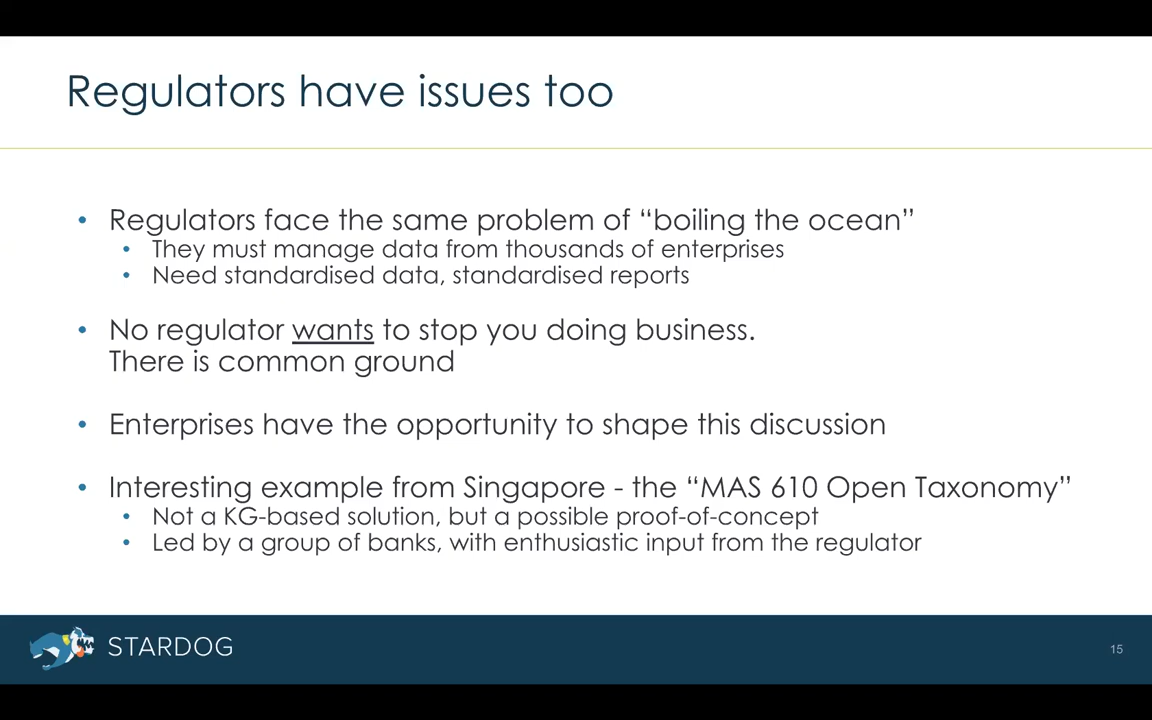 Regulators have issues too
• Regulators face the same problem of “boiling the ocean”
• They must manage data from thousands of enterprises
• Need standardised data, standardised reports
• No regulator wants to stop you doing business.
There is common ground
• Enterprises have the opportunity to shape this discussion
• Interesting example from Singapore - the “MAS 610 Open Taxonomy”
• Not a KG-based solution, but a possible proof-of-concept
• Led by a group of banks, with enthusiastic input from the regulator
STARDOG
15